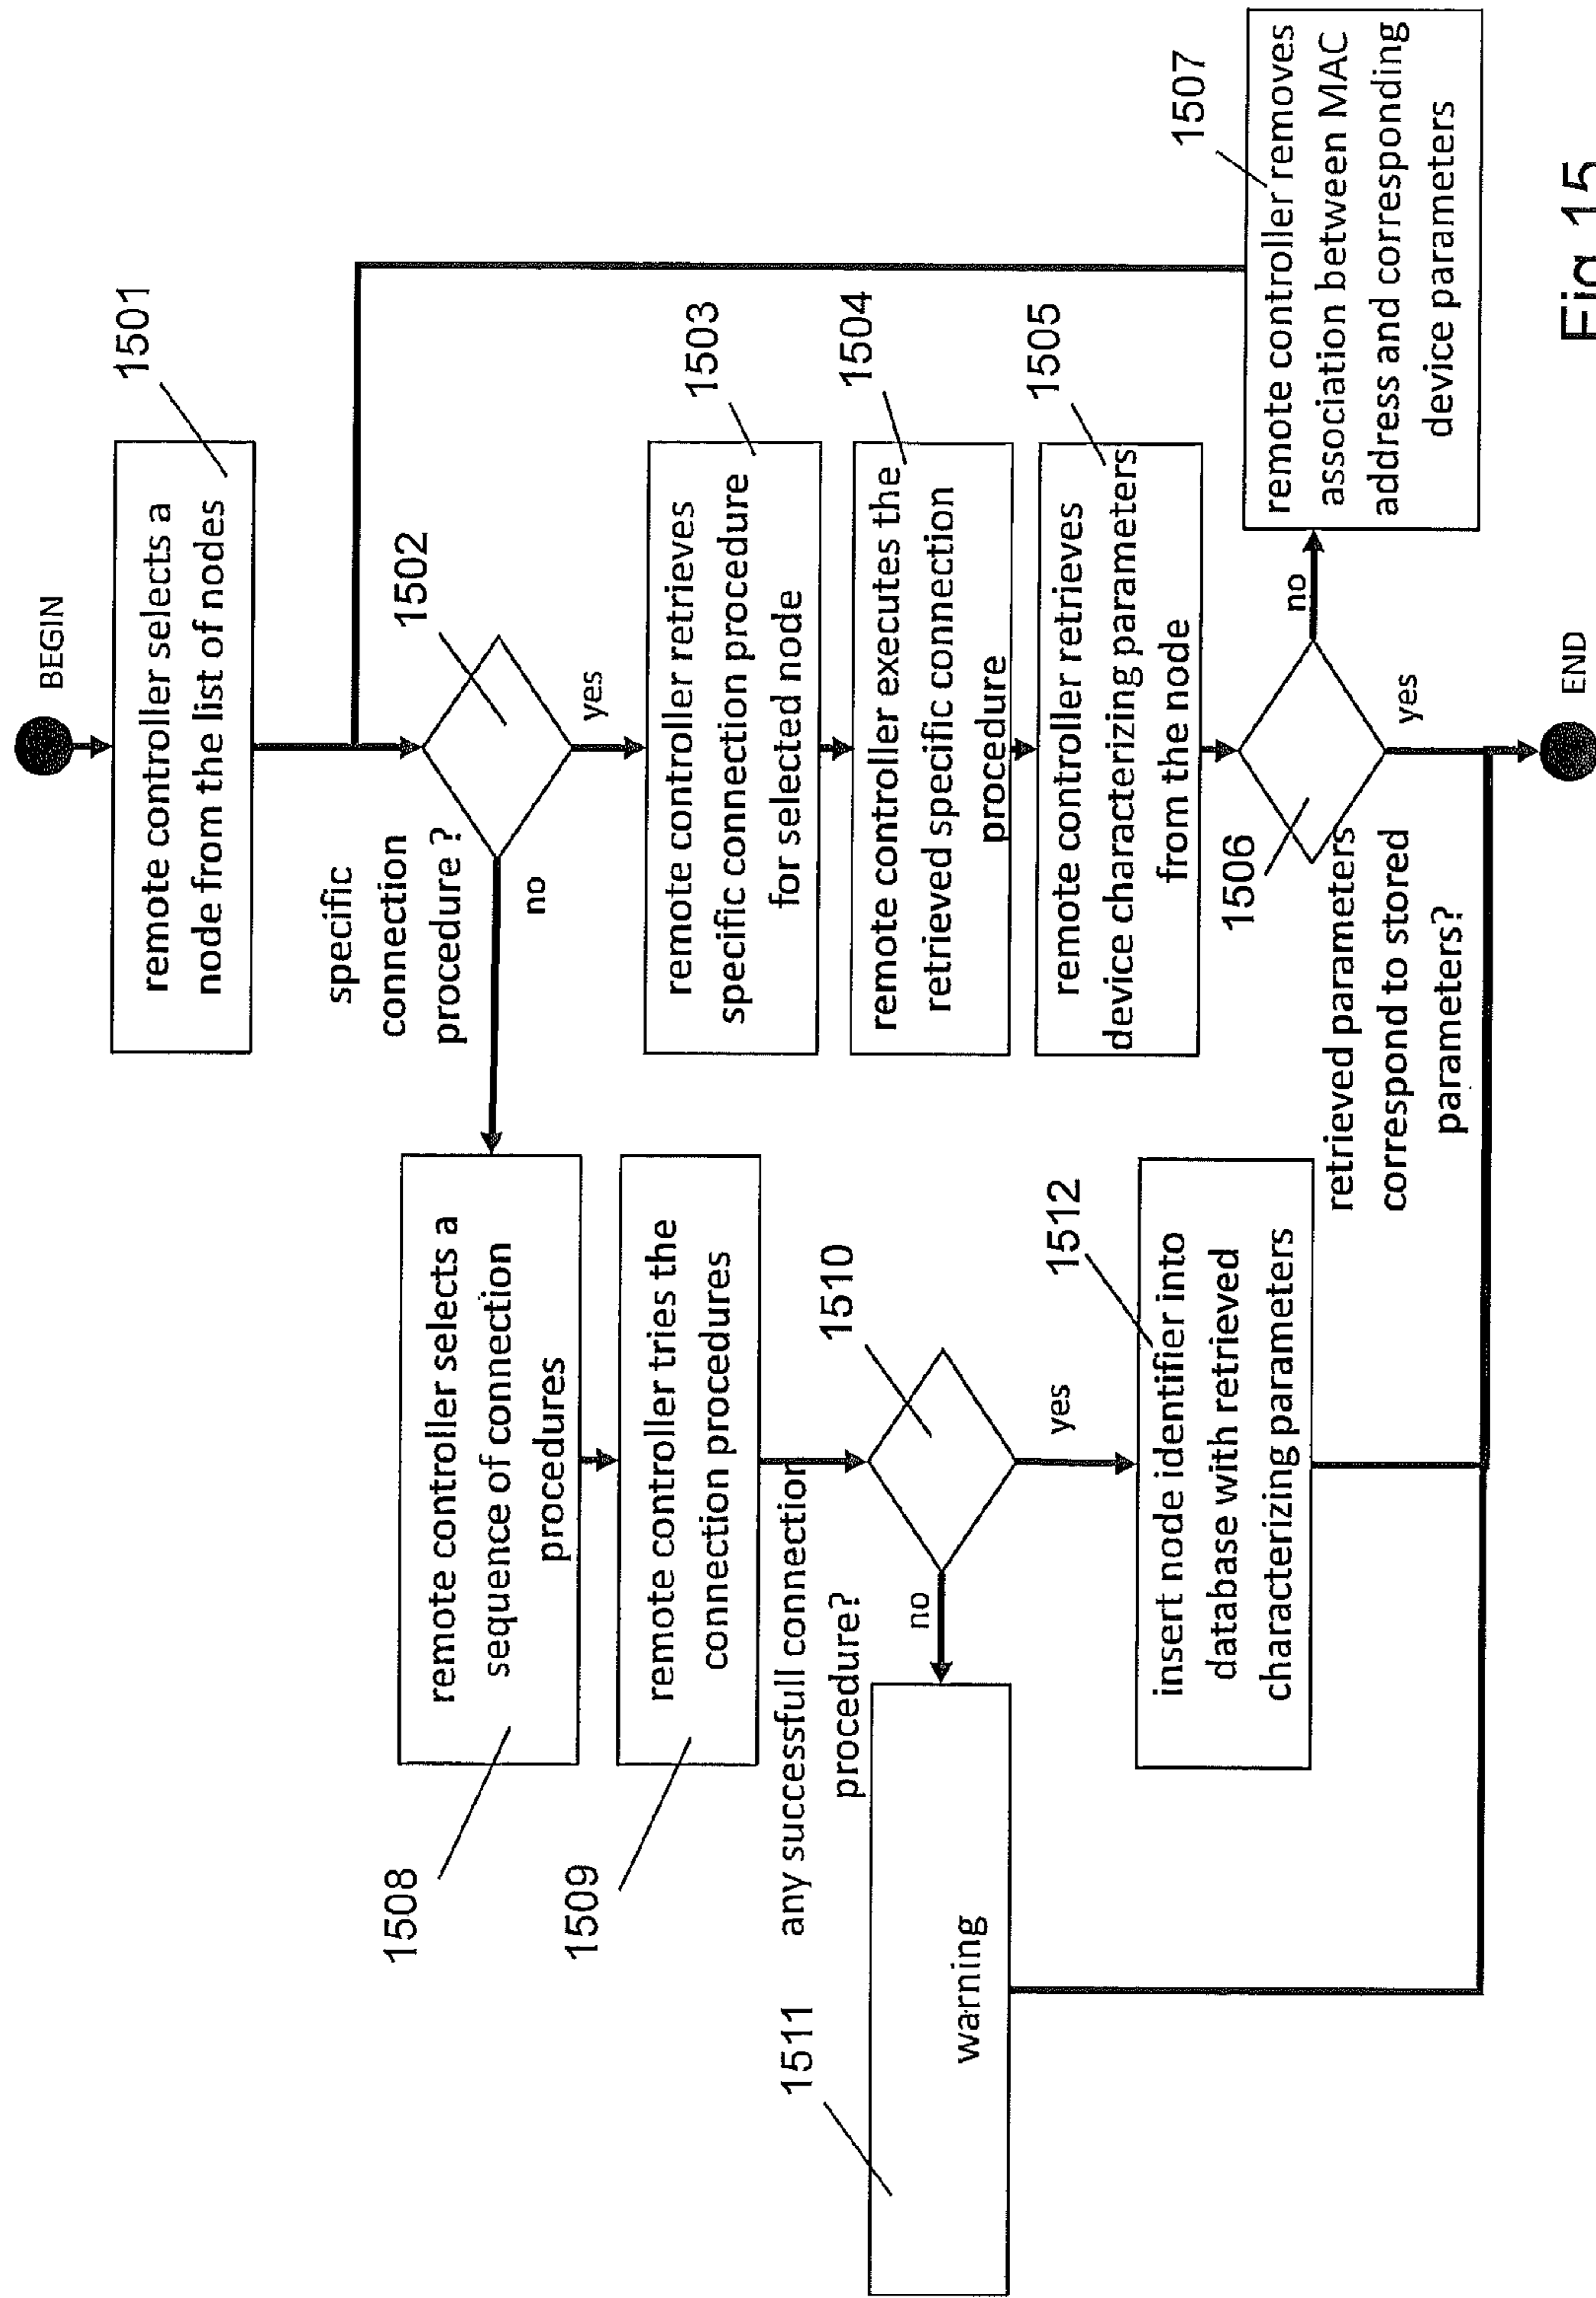 BEGIN
1501
remote controller selects a
node from the list of nodes
1502
specific
connection
procedure ?
no
yes
1503
remote controller retrieves
specific connection procedure
for selected node
1504
remote controller executes the
retrieved specific connection
procedure
1505
remote controller retrieves
device characterizing parameters
from the node
1506
retrieved parameters
correspond to stored
parameters?
no
yes
1507
remote controller removes
association between MAC
address and corresponding
device parameters
1508
remote controller selects a
sequence of connection
procedures
1509
remote controller tries the
connection procedures
any successfull connection
procedure?
1510
no
yes
1511
warning
1512
insert node identifier into
database with retrieved
characterizing parameters
END
Fig 15